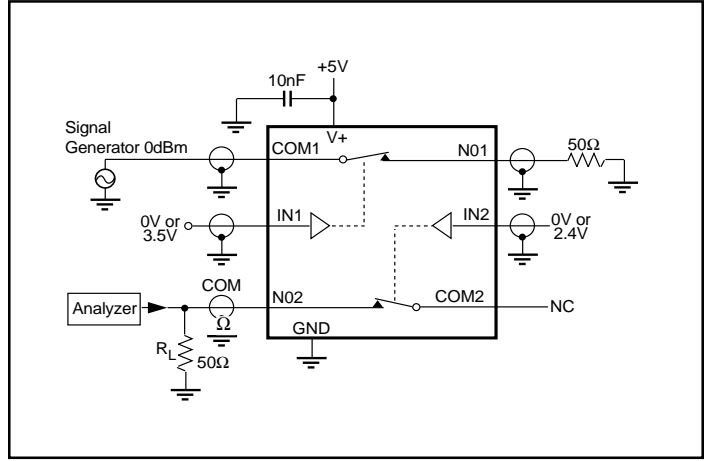 +5V
10nF
V+
Signal
Generator 0dBm
COM1
N01
50Ω
0V or
3.5V
IN1
IN2
0V or
2.4V
COM
Ω
N02
COM2
NC
Analyzer
GND
RL
50Ω